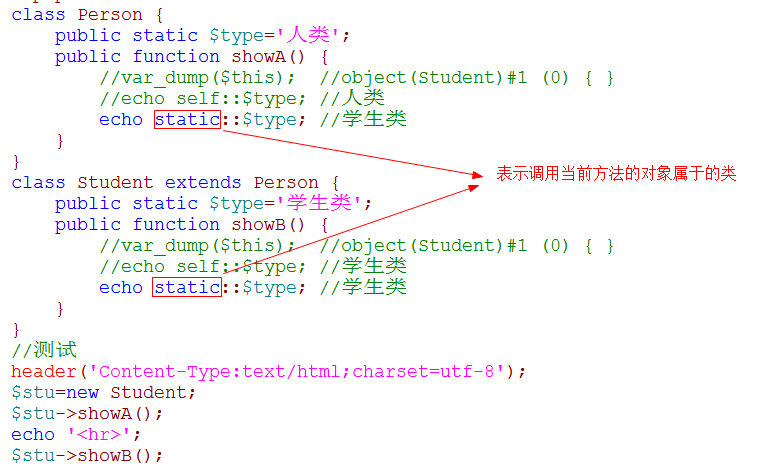 class Person {
    public static $type='人类';
    public function showA() {
        //var_dump($this);  //object(Student)#1 (0) { }
        //echo self::$type; //人类
        echo static::$type; //学生类
    }
}
表示调用当前方法的对象属于的类
class Student extends Person {
    public static $type='学生类';
    public function showB() {
        //var_dump($this);  //object(Student)#1 (0) { }
        //echo self::$type; //学生类
        echo static::$type; //学生类
    }
}
//测试
header('Content-Type:text/html;charset=utf-8');
$stu=new Student;
$stu->showA();
echo '<hr>';
$stu->showB();